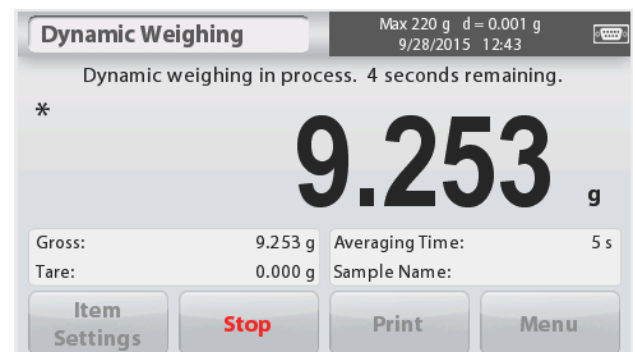 Dynamic Weighing
Max 220 g d = 0.001 g
9/28/2015 12:43
Dynamic weighing in process. 4 seconds remaining.
*
9.253 g
Gross: 9.253 g
Tare: 0.000 g
Averaging Time: 5 s
Sample Name:
Item
Settings
Stop
Print
Menu